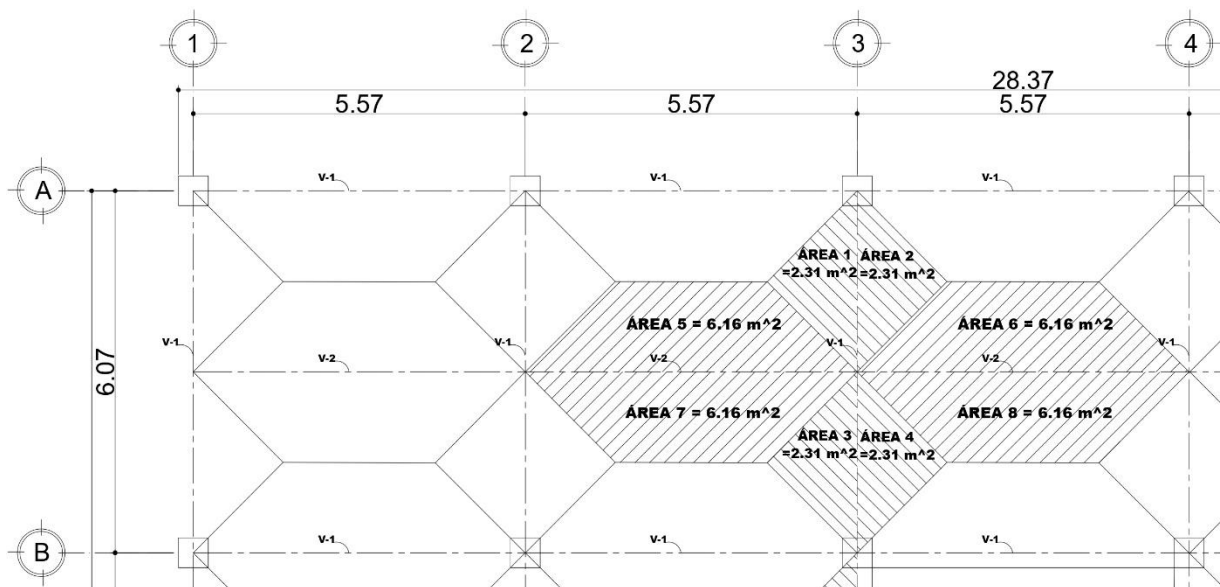 1 2 3 4
28.37
5.57 5.57 5.57
A
V-1 V-1 V-1
ÁREA 1 ÁREA 2
=2.31 m^2 =2.31 m^2
ÁREA 5 = 6.16 m^2 ÁREA 6 = 6.16 m^2
V-1 V-1 V-1 V-1
6.07
V-2 V-2 V-2
ÁREA 7 = 6.16 m^2 ÁREA 8 = 6.16 m^2
ÁREA 3 ÁREA 4
=2.31 m^2 =2.31 m^2
B
V-1 V-1 V-1